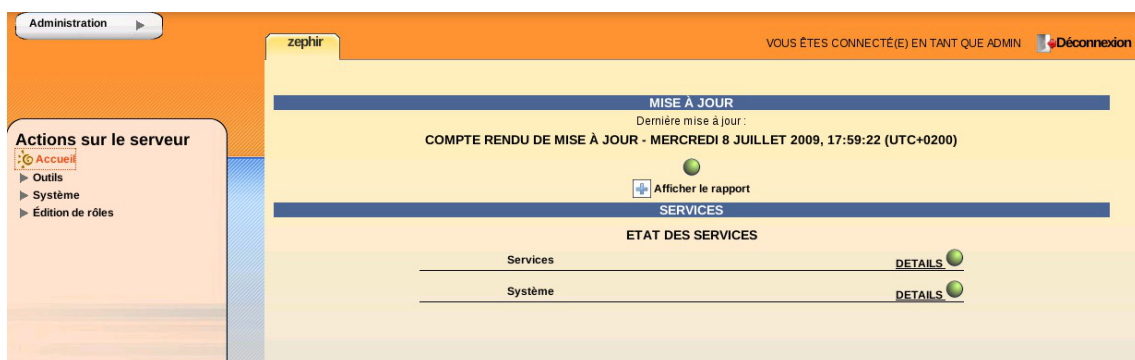 Administration
zephir
VOUS ÊTES CONNECTÉ(E) EN TANT QUE ADMIN
Déconnexion
Actions sur le serveur
Accueil
Outils
Système
Édition de rôles
MISE À JOUR
Dernière mise à jour :
COMPTE RENDU DE MISE À JOUR - MERCREDI 8 JUILLET 2009, 17:59:22 (UTC+0200)
Afficher le rapport
SERVICES
ETAT DES SERVICES
Services DETAILS
Système DETAILS